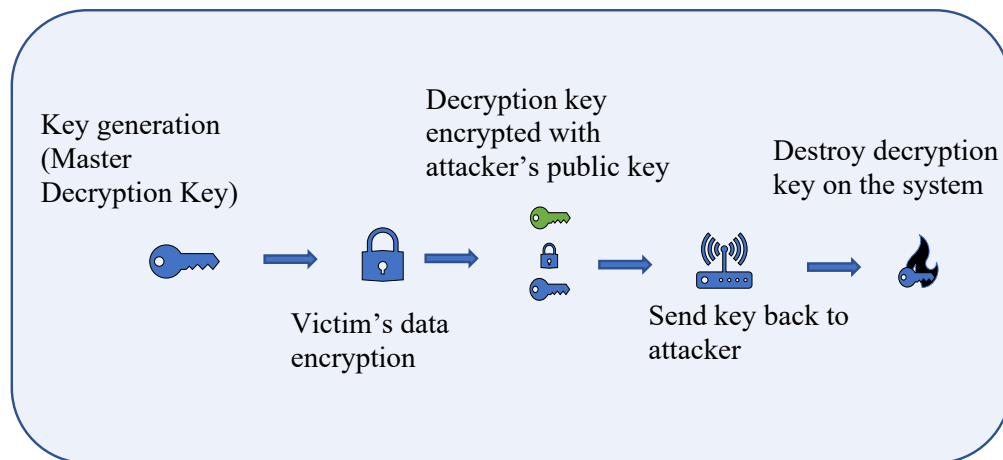 Key generation
(Master
Decryption Key)
Victim’s data
encryption
Decryption key
encrypted with
attacker’s public key
Send key back to
attacker
Destroy decryption
key on the system